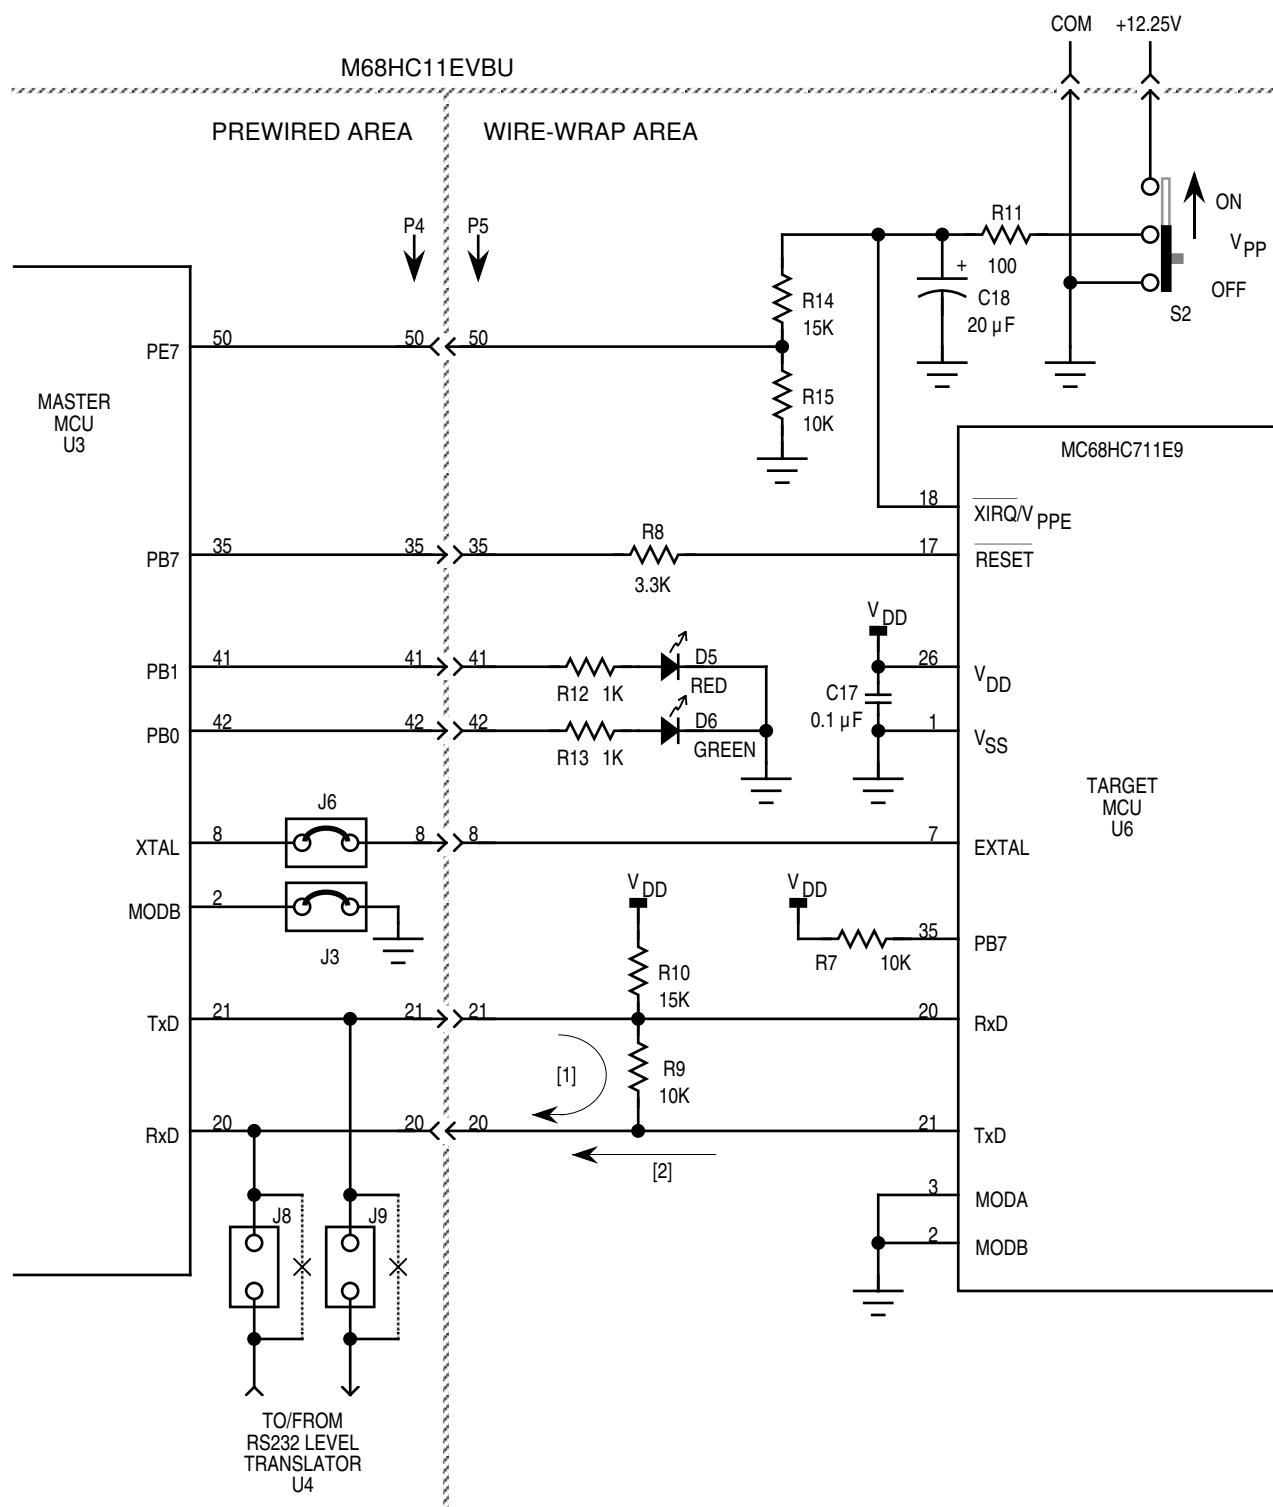 COM +12.25V
M68HC11EVBU
PREWIRED AREA WIRE-WRAP AREA
ON
R11
P4 P5
VPP
100
+
C18
20 µF
OFF
S2
R14
15K
PE7 50 50 50
R15
10K
MASTER
MCU
U3
MC68HC711E9
18 XIRQ/VPPE
R8
PB7 35 35 35 17 RESET
3.3K
VDD
PB1 41 41 41 D5 26 VDD
R12 1K RED
C17
0.1 µF
PB0 42 42 42 D6 1 VSS
R13 1K GREEN
TARGET
MCU
U6
J6
XTAL 8 8 8 7 EXTAL
VDD VDD
MODB 2
J3
35 PB7
R7 10K
R10
15K
TxD 21 21 21 20 RxD
[1]
R9
10K
RxD 20 20 20 21 TxD
[2]
3 MODA
J8 J9
2 MODB
TO/FROM
RS232 LEVEL
TRANSLATOR
U4